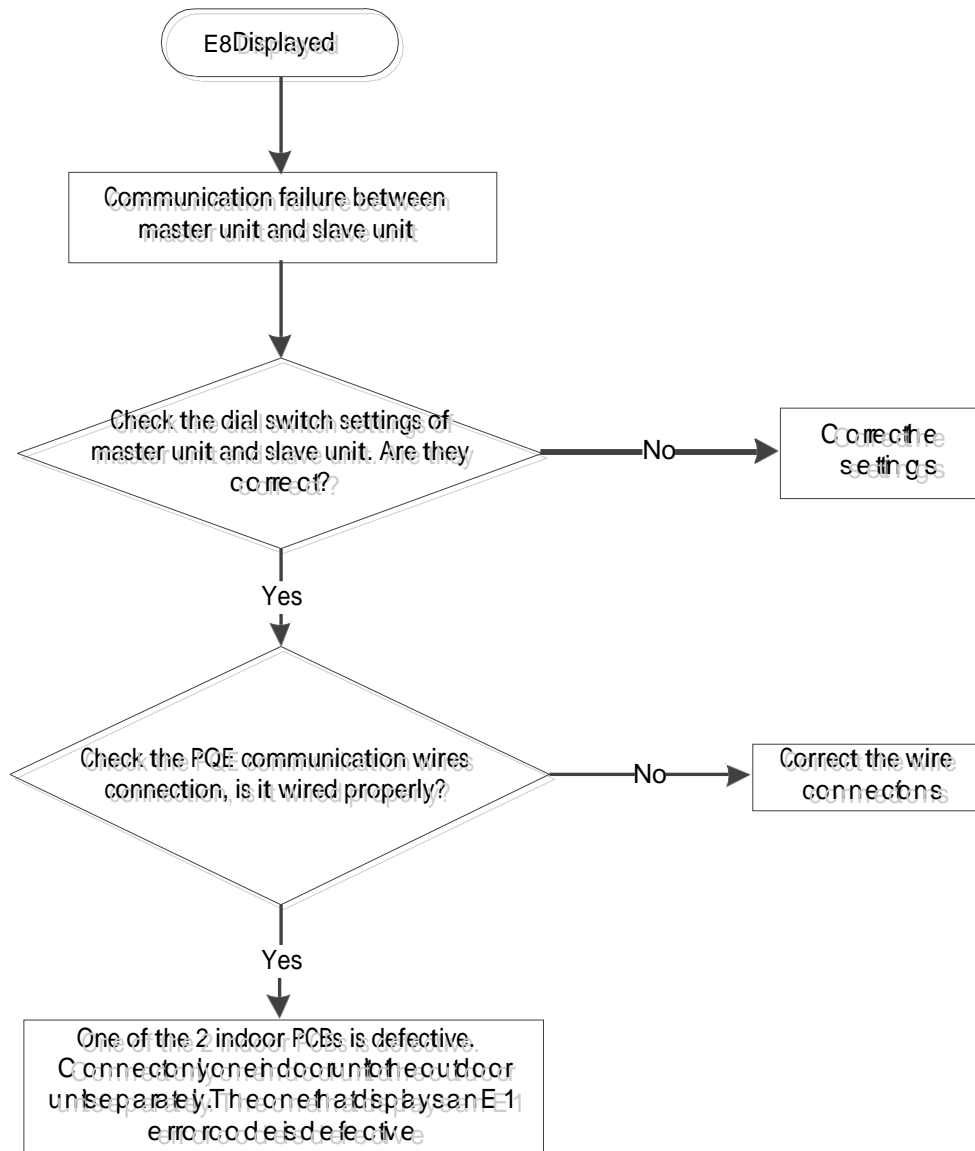 E8Displayed
Communication failure between
master unit and slave unit
Check the dial switch settings of
master unit and slave unit. Are they
correct?
No
Correct the
settings
Yes
Check the PQE communication wires
connection, is it wired properly?
No
Correct the wire
connections
Yes
One of the 2 indoor PCBs is defective.
Connect only one indoor unit to the outdoor
unit separately. The one that displays an E1
error code is defective